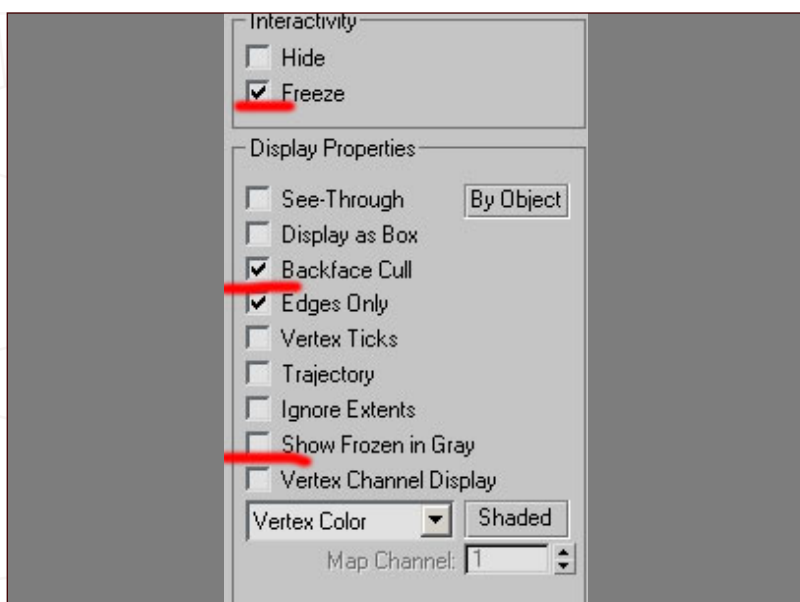 Interactivity
Hide
Freeze
Display Properties
See-Through By Object
Display as Box
Backface Cull
Edges Only
Vertex Ticks
Trajectory
Ignore Extents
Show Frozen in Gray
Vertex Channel Display
Vertex Color Shaded
Map Channel: 1